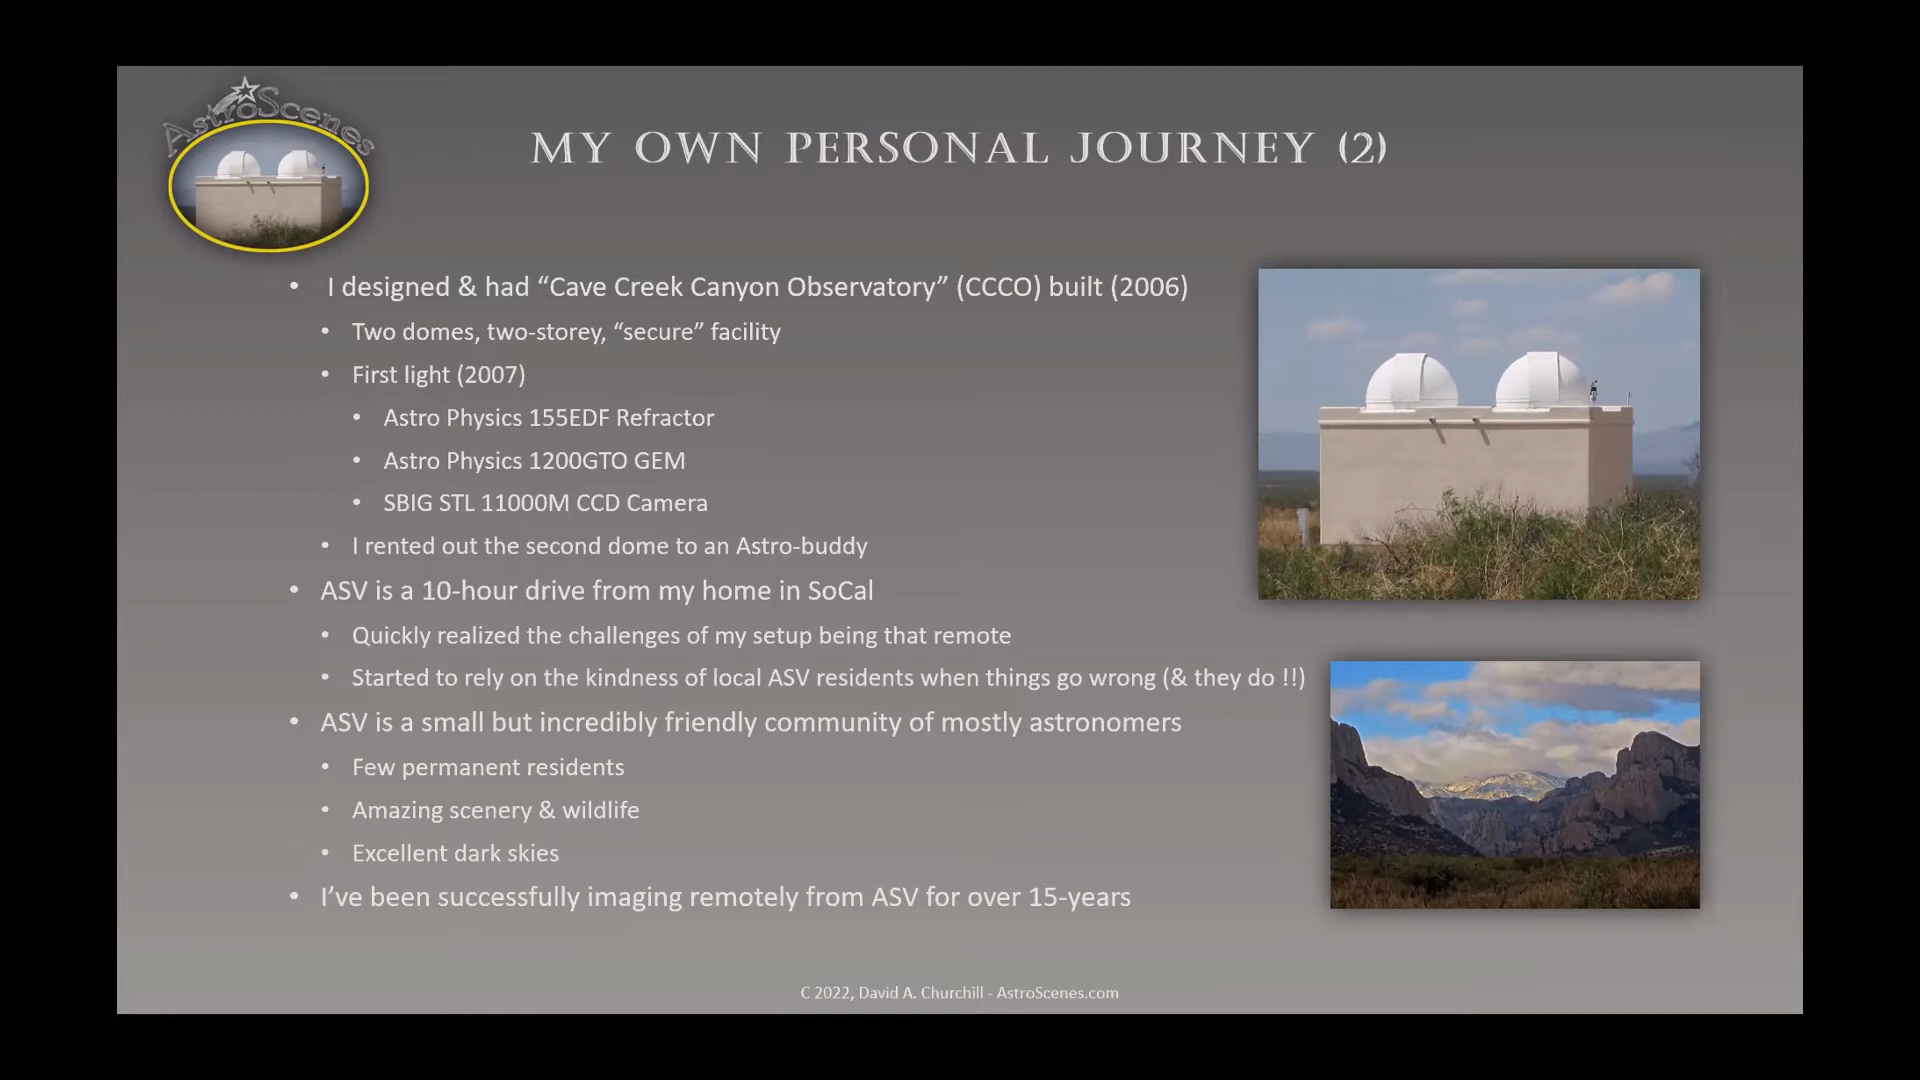 AstroScenes
MY OWN PERSONAL JOURNEY (2)
• I designed & had “Cave Creek Canyon Observatory” (CCCO) built (2006)
• Two domes, two-storey, “secure” facility
• First light (2007)
• Astro Physics 155EDF Refractor
• Astro Physics 1200GTO GEM
• SBIG STL 11000M CCD Camera
• I rented out the second dome to an Astro-buddy
• ASV is a 10-hour drive from my home in SoCal
• Quickly realized the challenges of my setup being that remote
• Started to rely on the kindness of local ASV residents when things go wrong (& they do !!)
• ASV is a small but incredibly friendly community of mostly astronomers
• Few permanent residents
• Amazing scenery & wildlife
• Excellent dark skies
• I’ve been successfully imaging remotely from ASV for over 15-years
C 2022, David A. Churchill - AstroScenes.com